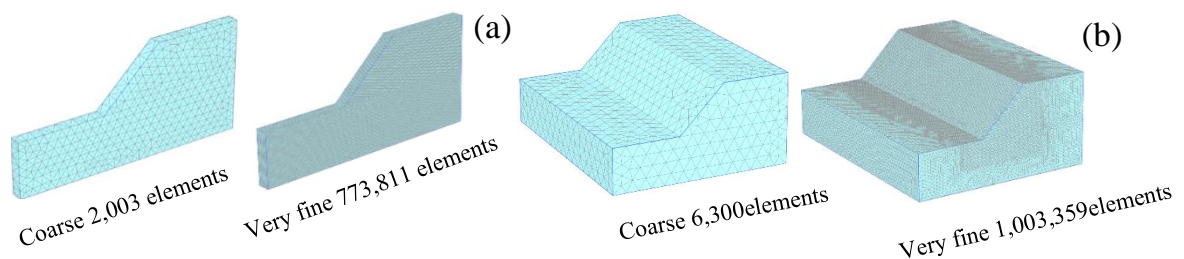 (a)
Coarse 2,003 elements
Very fine 773,811 elements
(b)
Coarse 6,300elements
Very fine 1,003,359elements